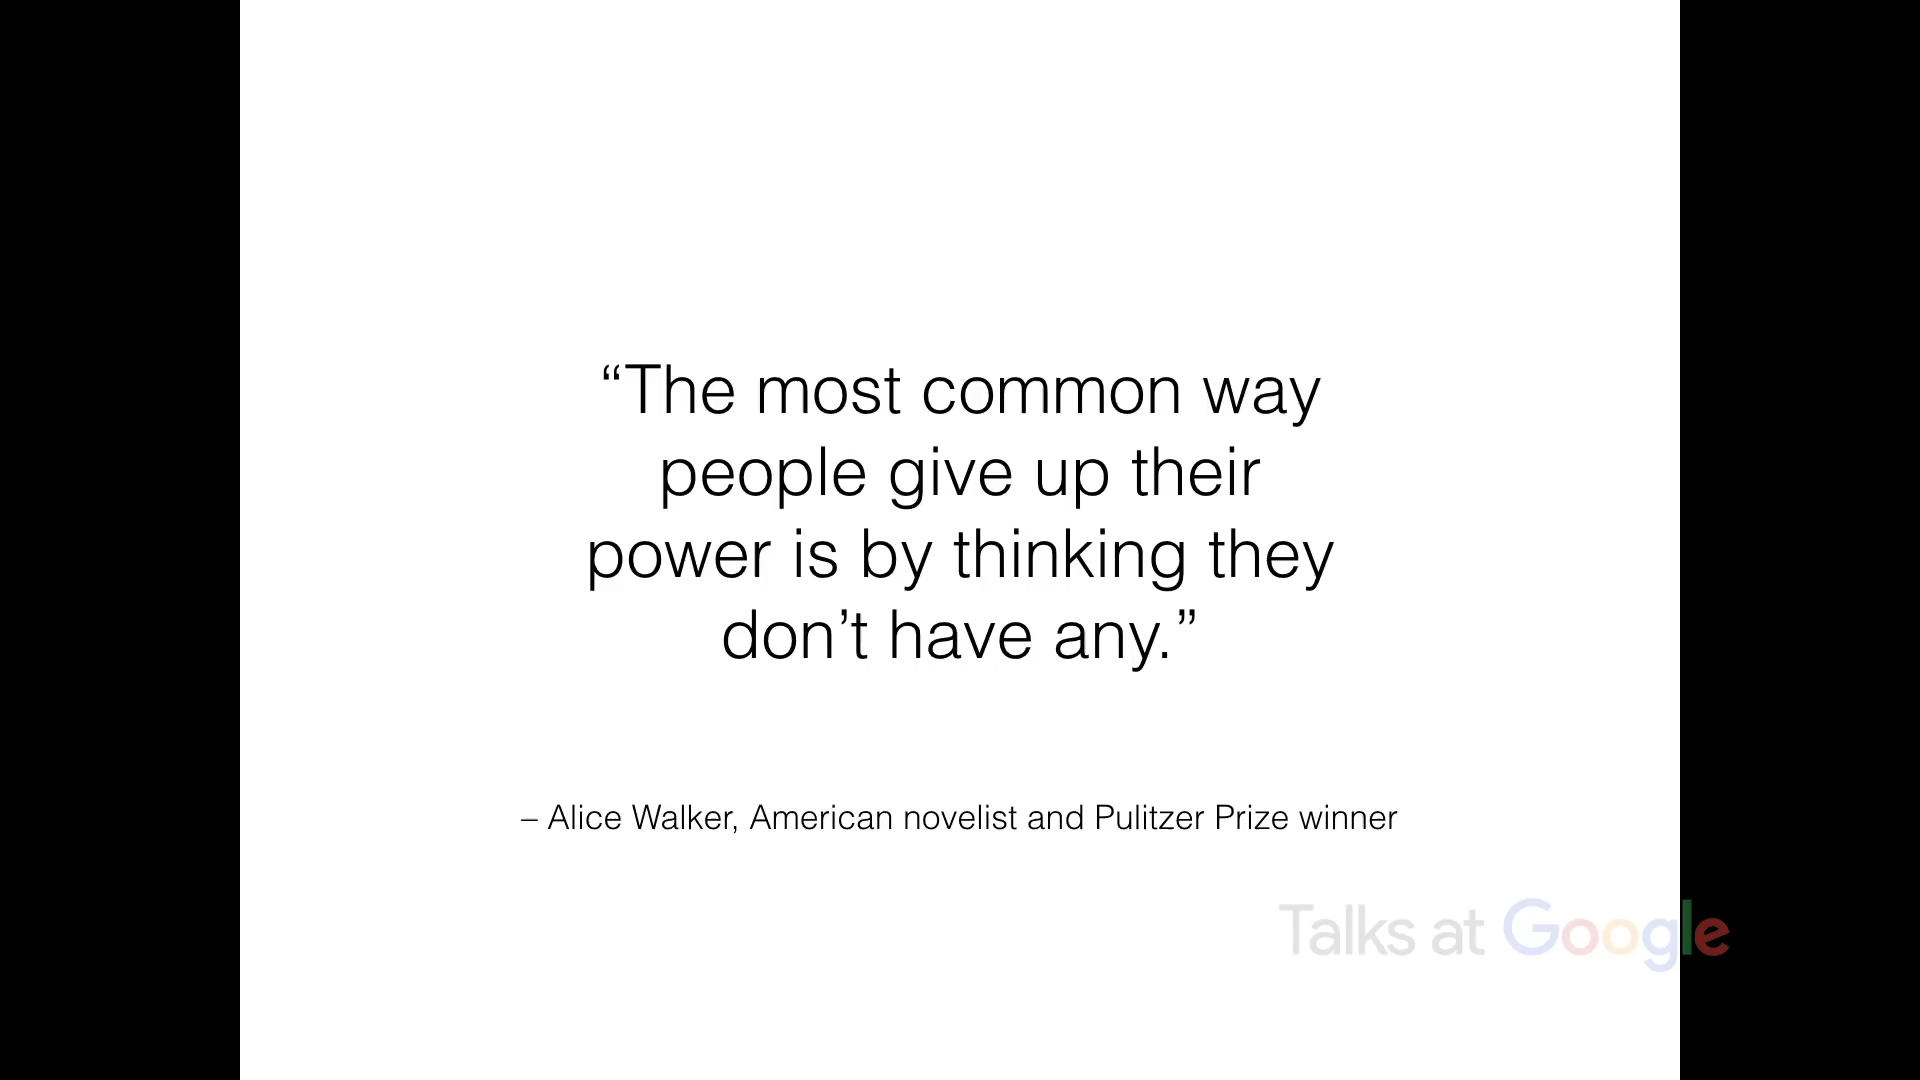 “The most common way
people give up their
power is by thinking they
don’t have any.”
– Alice Walker, American novelist and Pulitzer Prize winner
Talks at Google